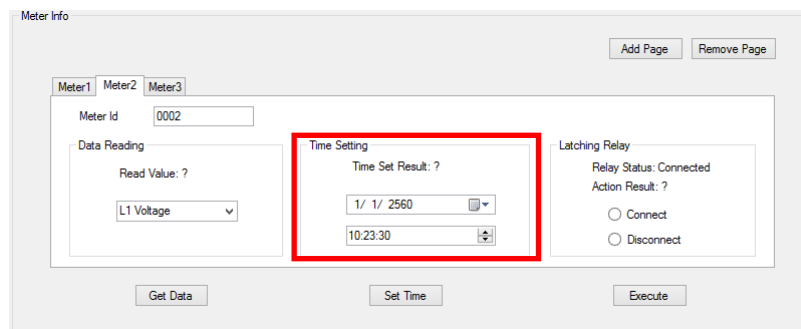 Meter Info
Add Page Remove Page
Meter1 Meter2 Meter3
Meter Id 0002
Data Reading
Read Value: ?
L1 Voltage
Time Setting
Time Set Result: ?
1/ 1/ 2560
10:23:30
Latching Relay
Relay Status: Connected
Action Result: ?
Connect
Disconnect
Get Data Set Time Execute